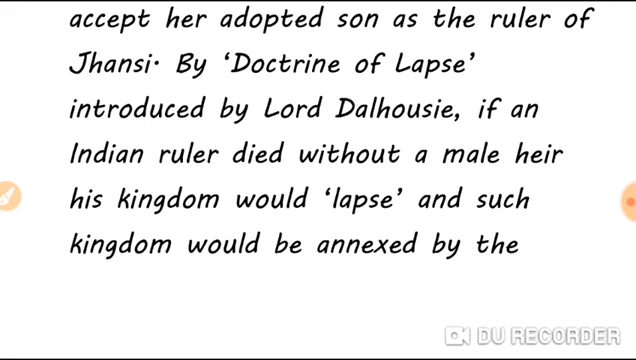 accept her adopted son as the ruler of
Jhansi. By ‘Doctrine of Lapse’
introduced by Lord Dalhousie, if an
Indian ruler died without a male heir
his kingdom would ‘lapse’ and such
kingdom would be annexed by the
DU RECORDER